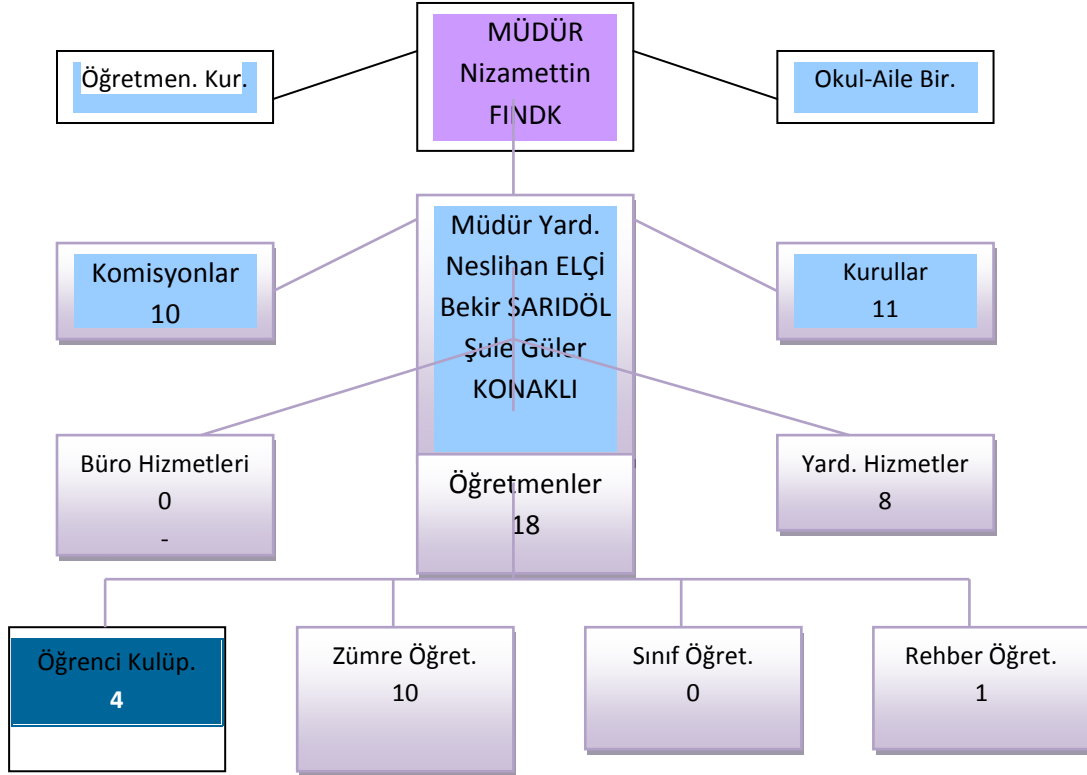 MÜDÜR
Nizamettin
FINDK
Öğretmen. Kur.
Okul-Aile Bir.
Müdür Yard.
Neslihan ELÇİ
Bekir SARIDÖL
Şule Güler
KONAKLI
Komisyonlar
10
Kurullar
11
Büro Hizmetleri
0
-
Öğretmenler
18
Yard. Hizmetler
8
Öğrenci Kulüp.
4
Zümre Öğret.
10
Sınıf Öğret.
0
Rehber Öğret.
1